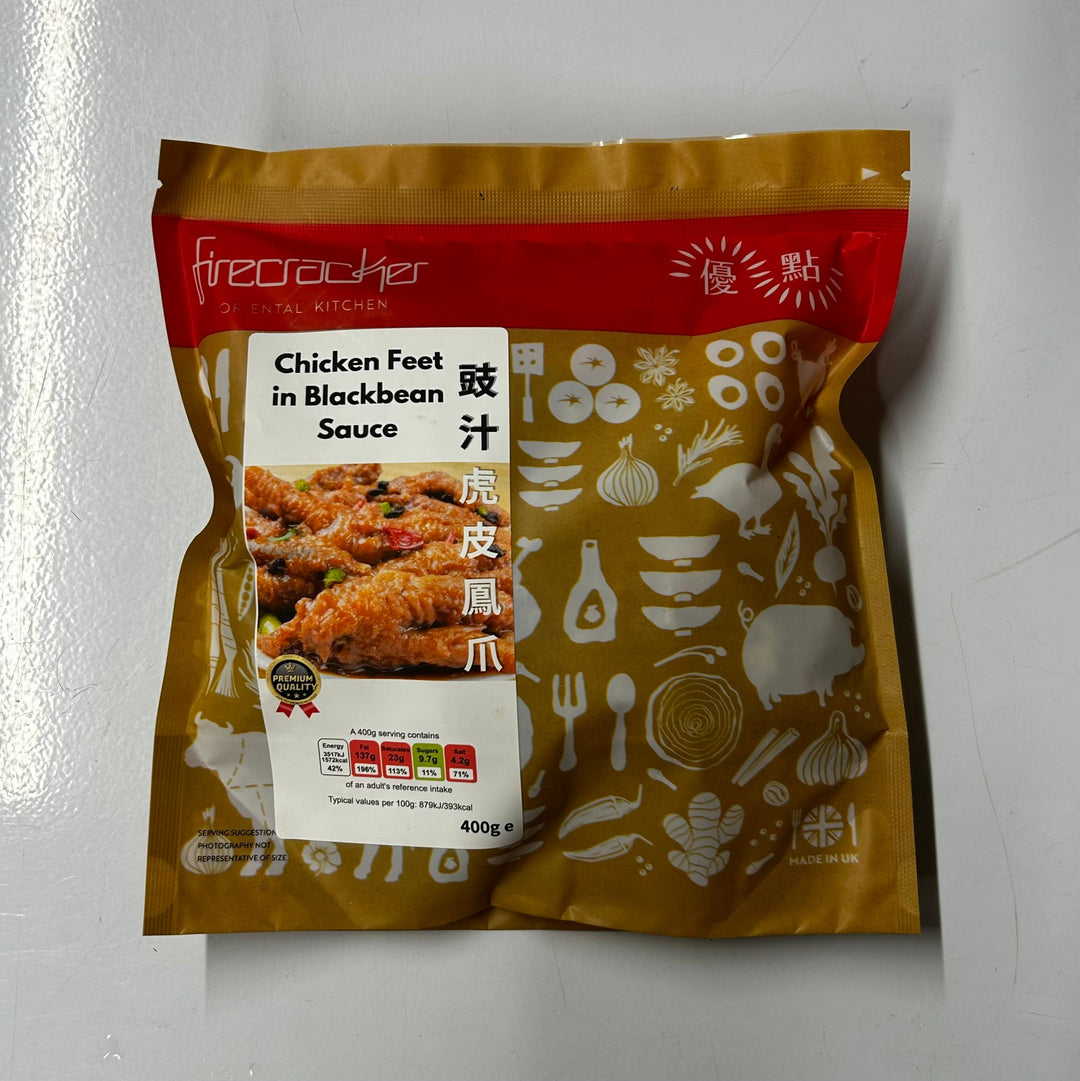 firecracker
ORIENTAL KITCHEN
優點
Chicken Feet
in Blackbean
Sauce
豉汁虎皮鳳爪
PREMIUM
QUALITY
A 400g serving contains
Energy
3517kJ
1572kcal
42%
Fat
137g
196%
Saturates
23g
113%
Sugars
9.7g
11%
Salt
4.2g
71%
of an adult's reference intake
Typical values per 100g: 879kJ/393kcal
400g e
SERVING SUGGESTION
PHOTOGRAPHY NOT
REPRESENTATIVE OF SIZE
MADE IN UK